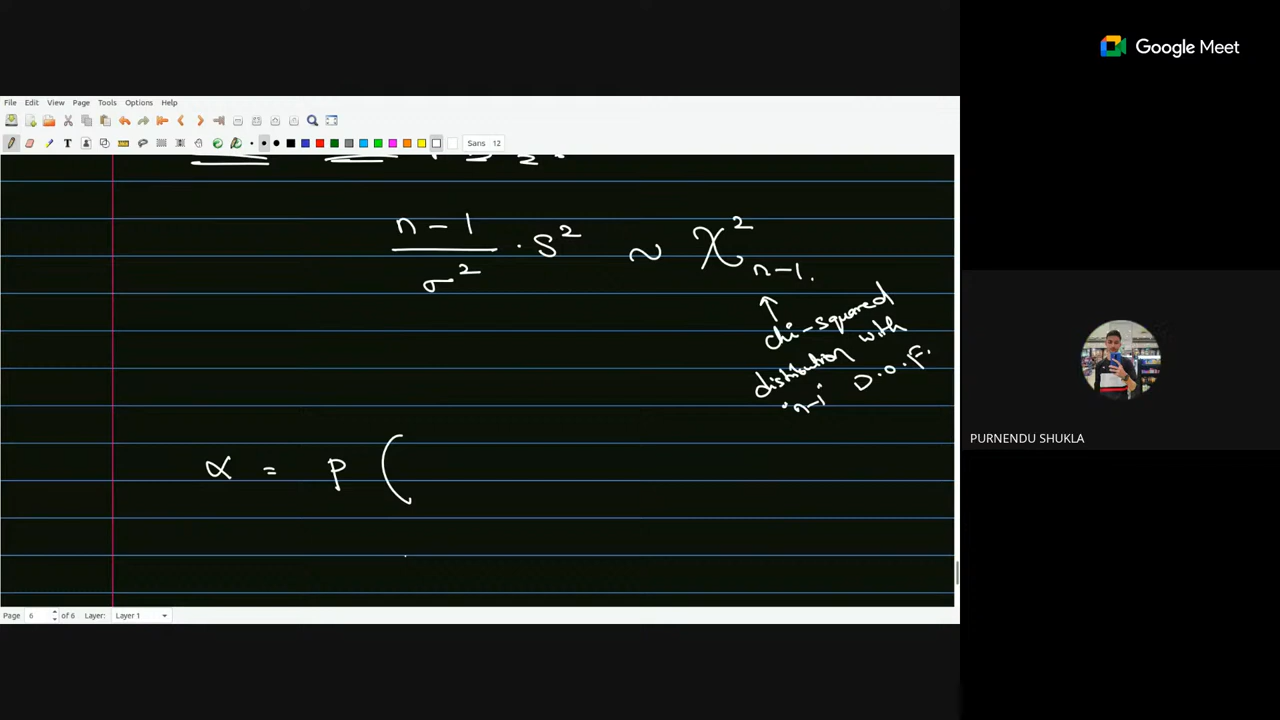 Google Meet
File Edit View Page Tools Options Help
T Sans 12
n-1 / σ² · S² ~ χ² n-1.
chi-squared
distribution with
"n-1" D.O.F.
α = P (
PURNENDU SHUKLA
Page 6 of 6 Layer: Layer 1